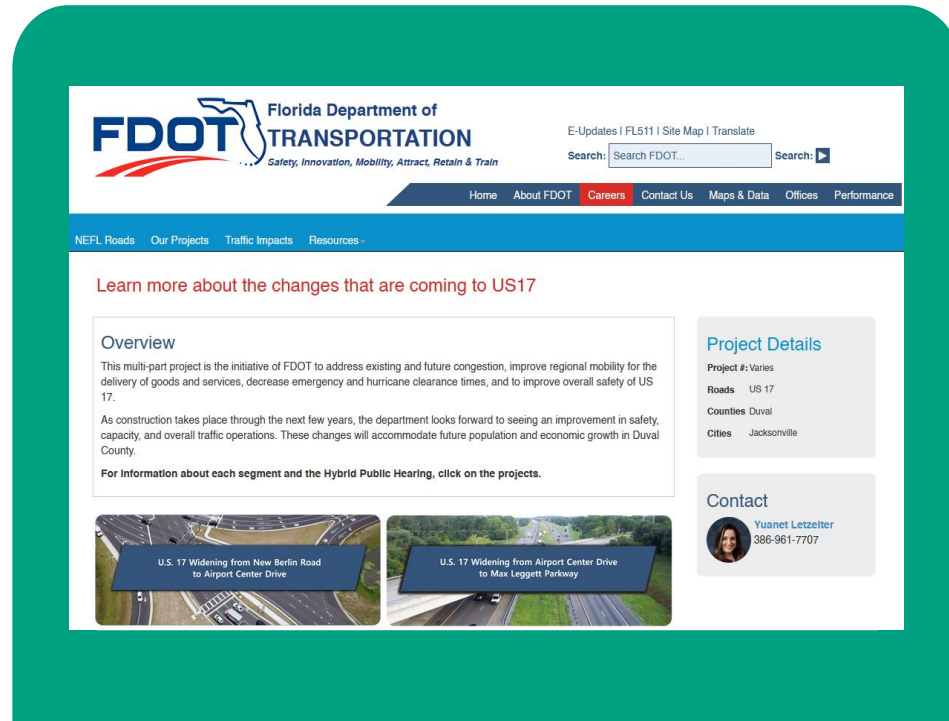 FDOT
Florida Department of
TRANSPORTATION
Safety, Innovation, Mobility, Attract, Retain & Train
E-Updates | FL511 | Site Map | Translate
Search: Search FDOT... Search:
Home About FDOT Careers Contact Us Maps & Data Offices Performance
NEFL Roads Our Projects Traffic Impacts Resources
Learn more about the changes that are coming to US17
Overview
This multi-part project is the initiative of FDOT to address existing and future congestion, improve regional mobility for the
delivery of goods and services, decrease emergency and hurricane clearance times, and to improve overall safety of US
17.
As construction takes place through the next few years, the department looks forward to seeing an improvement in safety,
capacity, and overall traffic operations. These changes will accommodate future population and economic growth in Duval
County.
For information about each segment and the Hybrid Public Hearing, click on the projects.
Project Details
Project #: Varies
Roads US 17
Counties Duval
Cities Jacksonville
Contact
Yuanet Letzelter
386-961-7707
U.S. 17 Widening from New Berlin Road
to Airport Center Drive
U.S. 17 Widening from Airport Center Drive
to Max Leggett Parkway